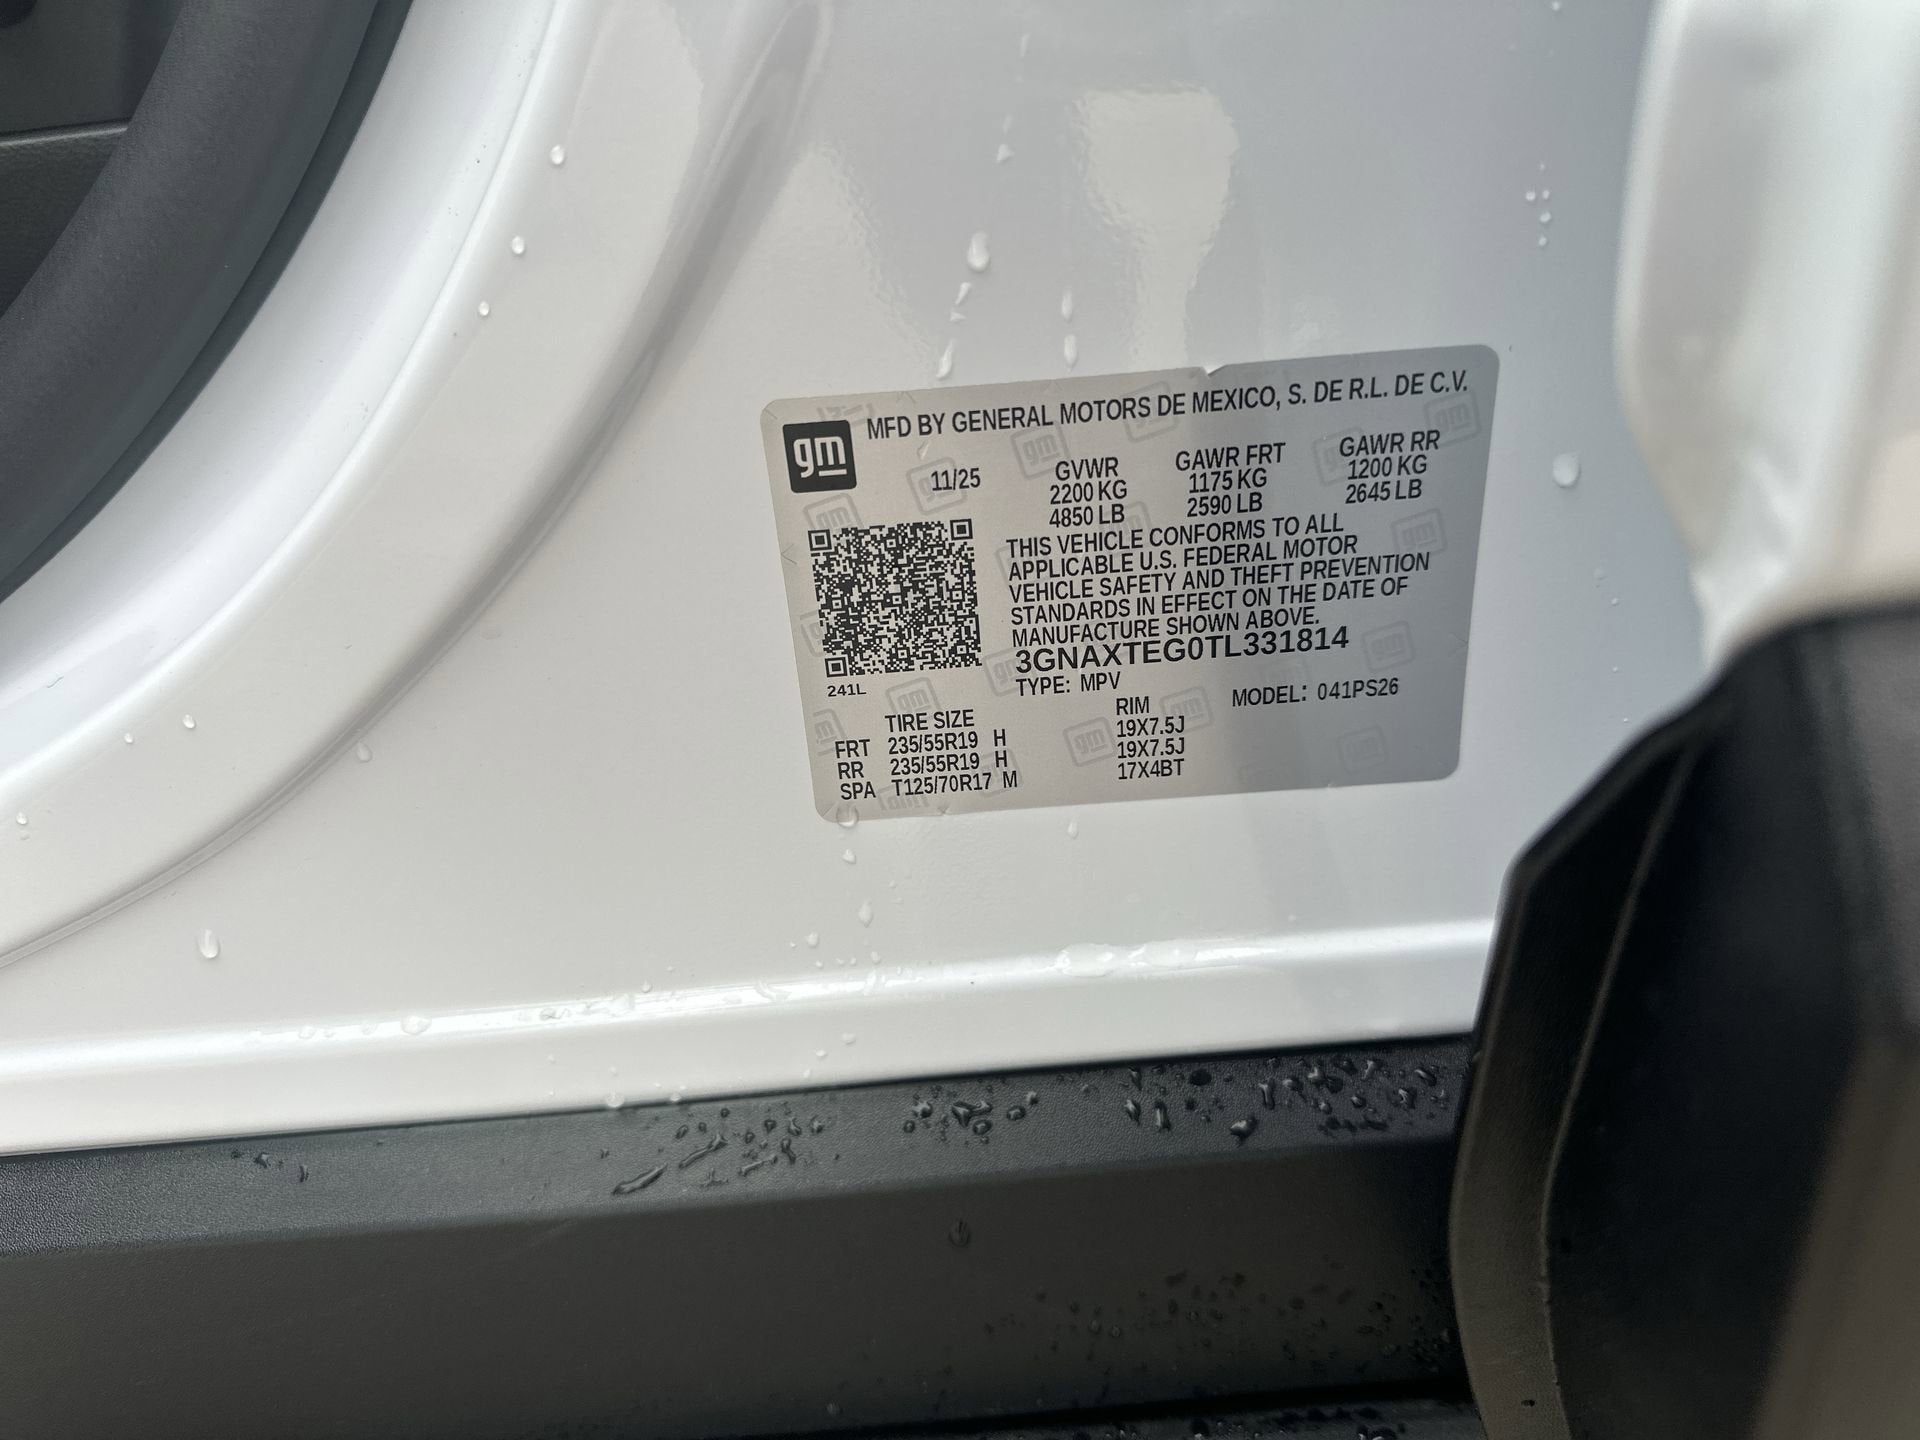 gm
MFD BY GENERAL MOTORS DE MEXICO, S. DE R.L. DE C.V.
11/25
GVWR
2200 KG
4850 LB
GAWR FRT
1175 KG
2590 LB
GAWR RR
1200 KG
2645 LB
THIS VEHICLE CONFORMS TO ALL
APPLICABLE U.S. FEDERAL MOTOR
VEHICLE SAFETY AND THEFT PREVENTION
STANDARDS IN EFFECT ON THE DATE OF
MANUFACTURE SHOWN ABOVE.
3GNAXTEG0TL331814
TYPE: MPV
MODEL: 041PS26
241L
TIRE SIZE RIM
FRT 235/55R19 H 19X7.5J
RR 235/55R19 H 19X7.5J
SPA T125/70R17 M 17X4BT